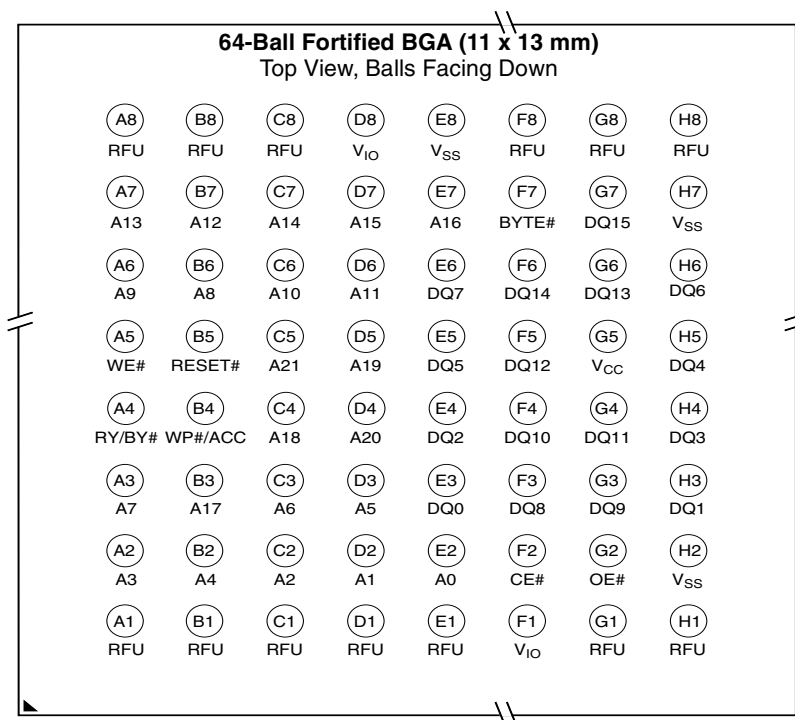 64-Ball Fortified BGA (11 x 13 mm)
Top View, Balls Facing Down
A8 B8 C8 D8 E8 F8 G8 H8
RFU RFU RFU VIO VSS RFU RFU RFU
A7 B7 C7 D7 E7 F7 G7 H7
A13 A12 A14 A15 A16 BYTE# DQ15 VSS
A6 B6 C6 D6 E6 F6 G6 H6
A9 A8 A10 A11 DQ7 DQ14 DQ13 DQ6
A5 B5 C5 D5 E5 F5 G5 H5
WE# RESET# A21 A19 DQ5 DQ12 VCC DQ4
A4 B4 C4 D4 E4 F4 G4 H4
RY/BY# WP#/ACC A18 A20 DQ2 DQ10 DQ11 DQ3
A3 B3 C3 D3 E3 F3 G3 H3
A7 A17 A6 A5 DQ0 DQ8 DQ9 DQ1
A2 B2 C2 D2 E2 F2 G2 H2
A3 A4 A2 A1 A0 CE# OE# VSS
A1 B1 C1 D1 E1 F1 G1 H1
RFU RFU RFU RFU RFU VIO RFU RFU